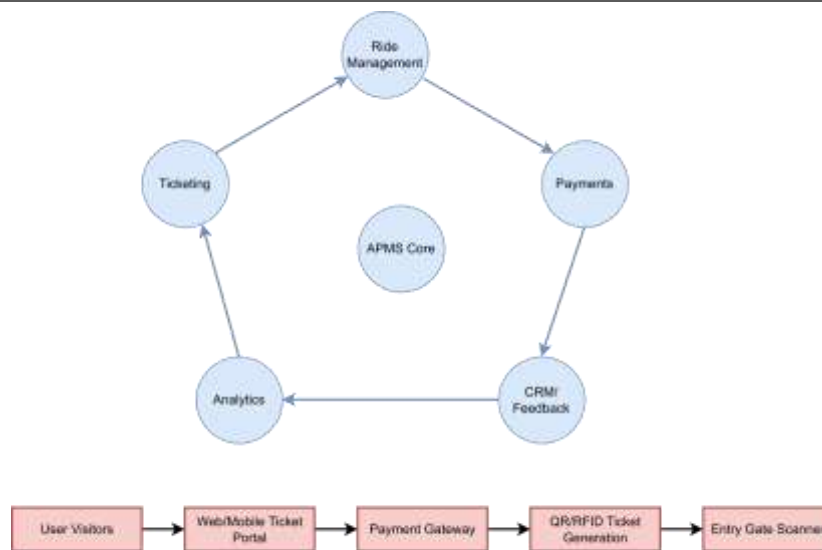 Ride
Management
Ticketing
Payments
APMS Core
Analytics
CRM/
Feedback
User Visitors
Web/Mobile Ticket
Portal
Payment Gateway
QR/RFID Ticket
Generation
Entry Gate Scanner